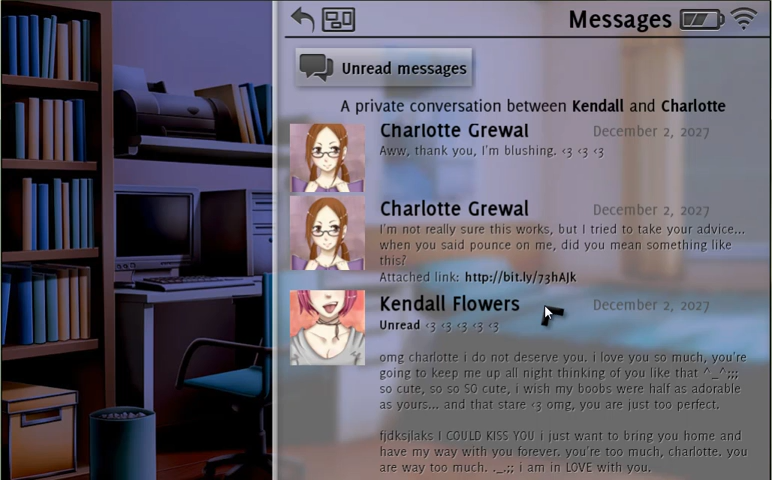 Messages
Unread messages
A private conversation between Kendall and Charlotte
Charlotte Grewal December 2, 2027
Aww, thank you, I'm blushing. <3 <3 <3
Charlotte Grewal December 2, 2027
I'm not really sure this works, but I tried to take your advice...
when you said pounce on me, did you mean something like
this?
Attached link: http://bit.ly/73hAJk
Kendall Flowers December 2, 2027
Unread <3 <3 <3 <3 <3
omg charlotte i do not deserve you. i love you so much, you're
going to keep me up all night thinking of you like that ^_^;;;
so cute, so so SO cute, i wish my boobs were half as adorable
as yours... and that stare <3 omg, you are just too perfect.
fjdksjlaks I COULD KISS YOU i just want to bring you home and
have my way with you forever. you're too much, charlotte. you
are way too much. ._.;; i am in LOVE with you.